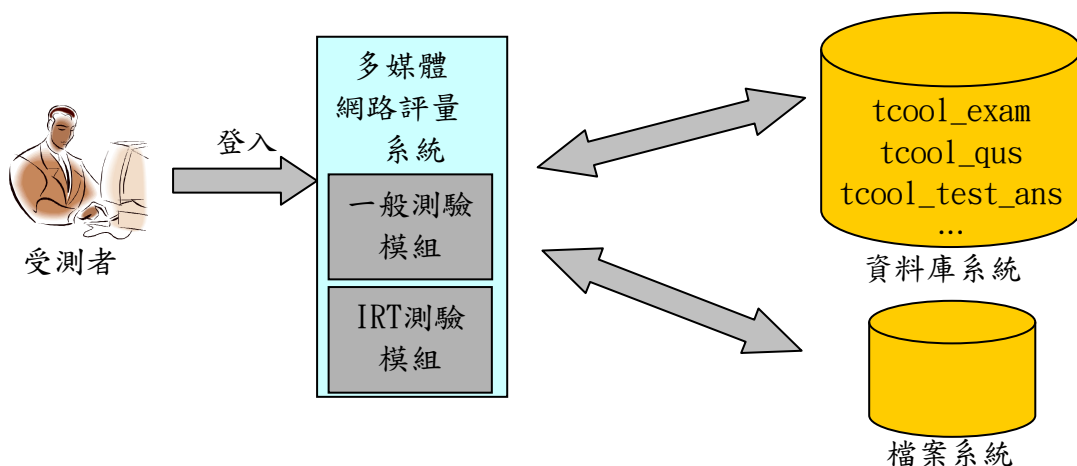 受測者
登入
多媒體
網路評量
系統
一般測驗
模組
IRT測驗
模組
tcool_exam
tcool_qus
tcool_test_ans
...
資料庫系統
檔案系統